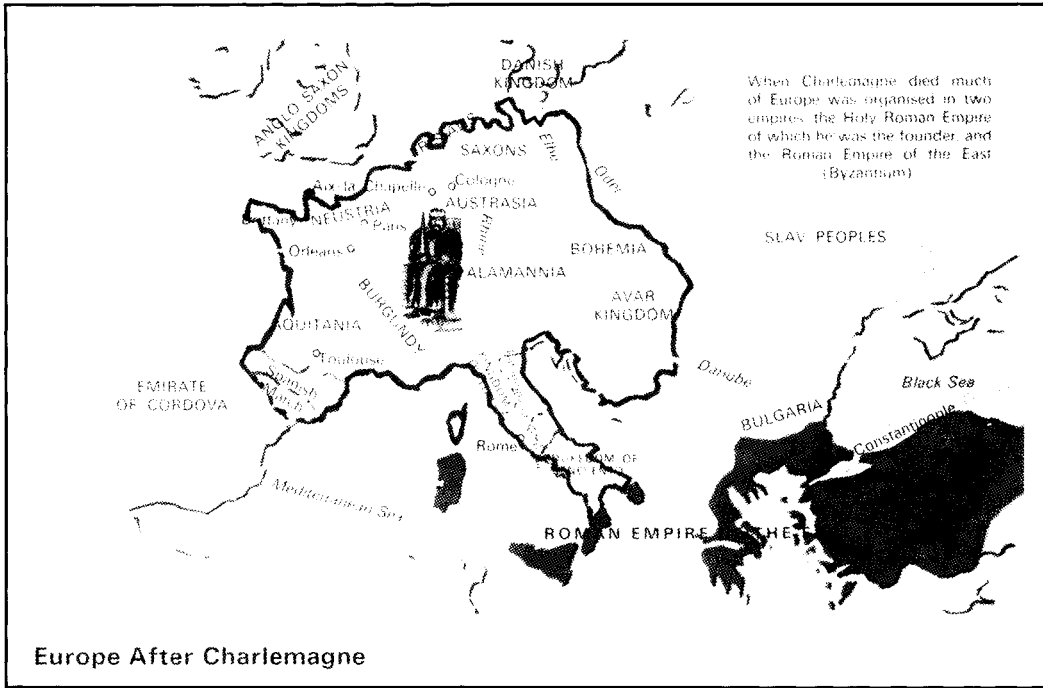 DANISH
KINGDOM
ANGLO SAXON
KINGDOMS
When Charlemagne died much
of Europe was organised in two
empires, the Holy Roman Empire
of which he was the founder, and
the Roman Empire of the East
(Byzantium)
SAXONS
Elbe
Oder
Aix-la-Chapelle
Cologne
AUSTRASIA
Brittany
NEUSTRIA
Paris
Rhine
SLAV PEOPLES
Orleans
BOHEMIA
ALAMANNIA
BURGUNDY
AVAR
KINGDOM
AQUITANIA
Toulouse
Spanish
March
Danube
EMIRATE
OF CORDOVA
Black Sea
BULGARIA
Constantinople
Rome
OF
Mediterranean Sea
ROMAN EMPIRE THE
Europe After Charlemagne